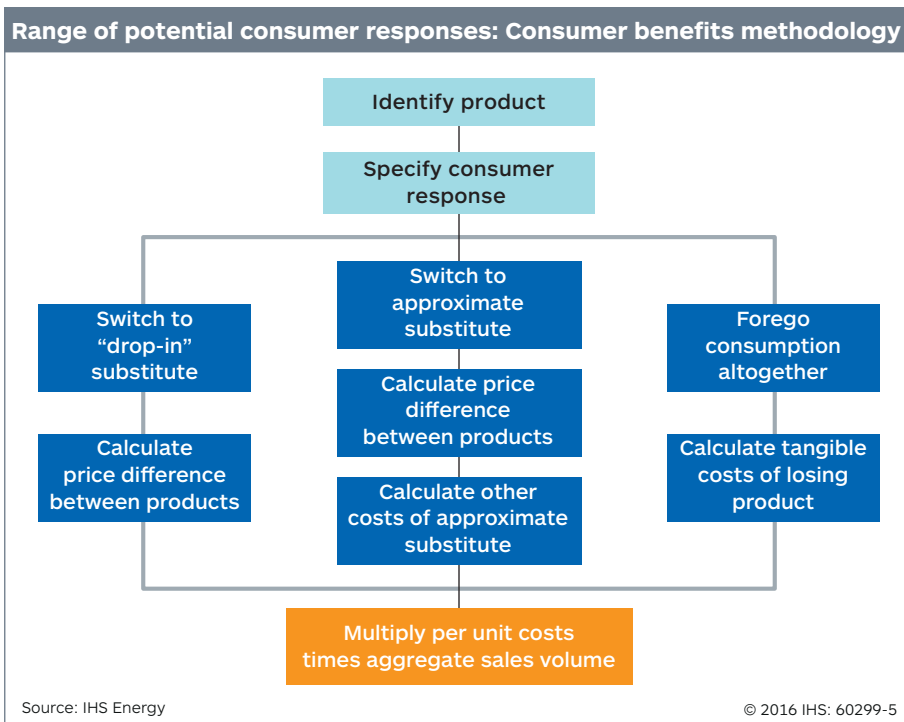 Range of potential consumer responses: Consumer benefits methodology
Identify product
Specify consumer
response
Switch to
“drop-in”
substitute
Calculate
price difference
between products
Switch to
approximate
substitute
Calculate price
difference
between products
Calculate other
costs of approximate
substitute
Forego
consumption
altogether
Calculate tangible
costs of losing
product
Multiply per unit costs
times aggregate sales volume
Source: IHS Energy
© 2016 IHS: 60299-5